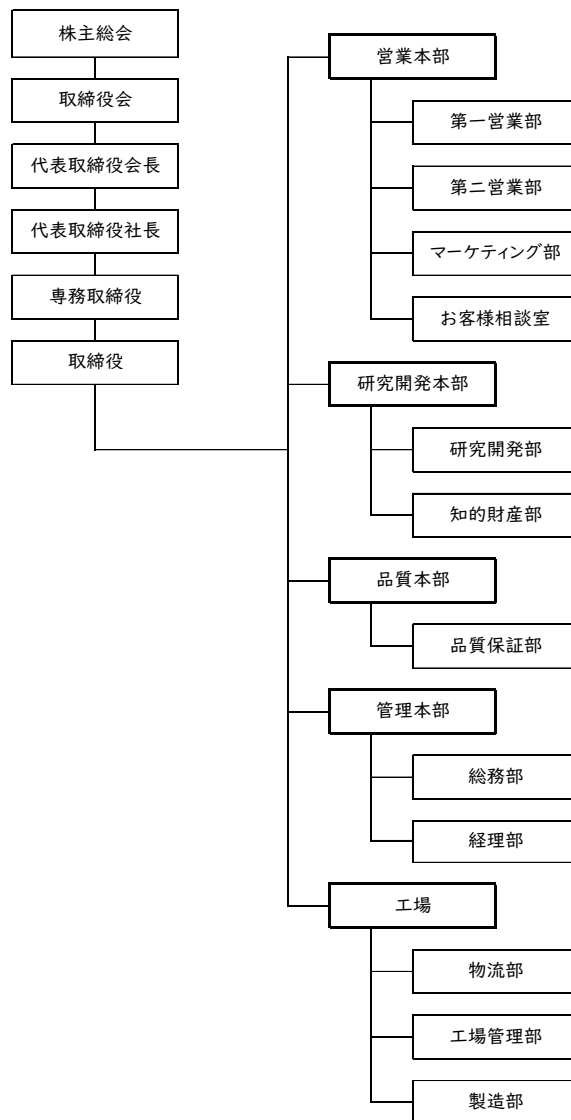 株主総会
取締役会
代表取締役会長
代表取締役社長
専務取締役
取締役
営業本部
第一営業部
第二営業部
マーケティング部
お客様相談室
研究開発本部
研究開発部
知的財産部
品質本部
品質保証部
管理本部
総務部
経理部
工場
物流部
工場管理部
製造部